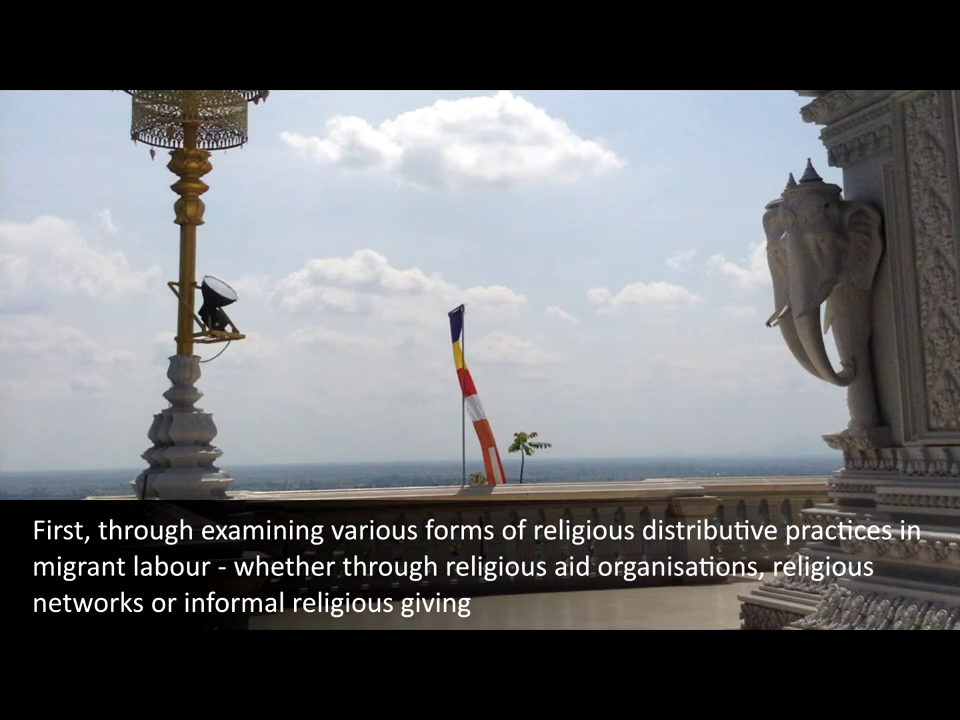 First, through examining various forms of religious distributive practices in
migrant labour - whether through religious aid organisations, religious
networks or informal religious giving